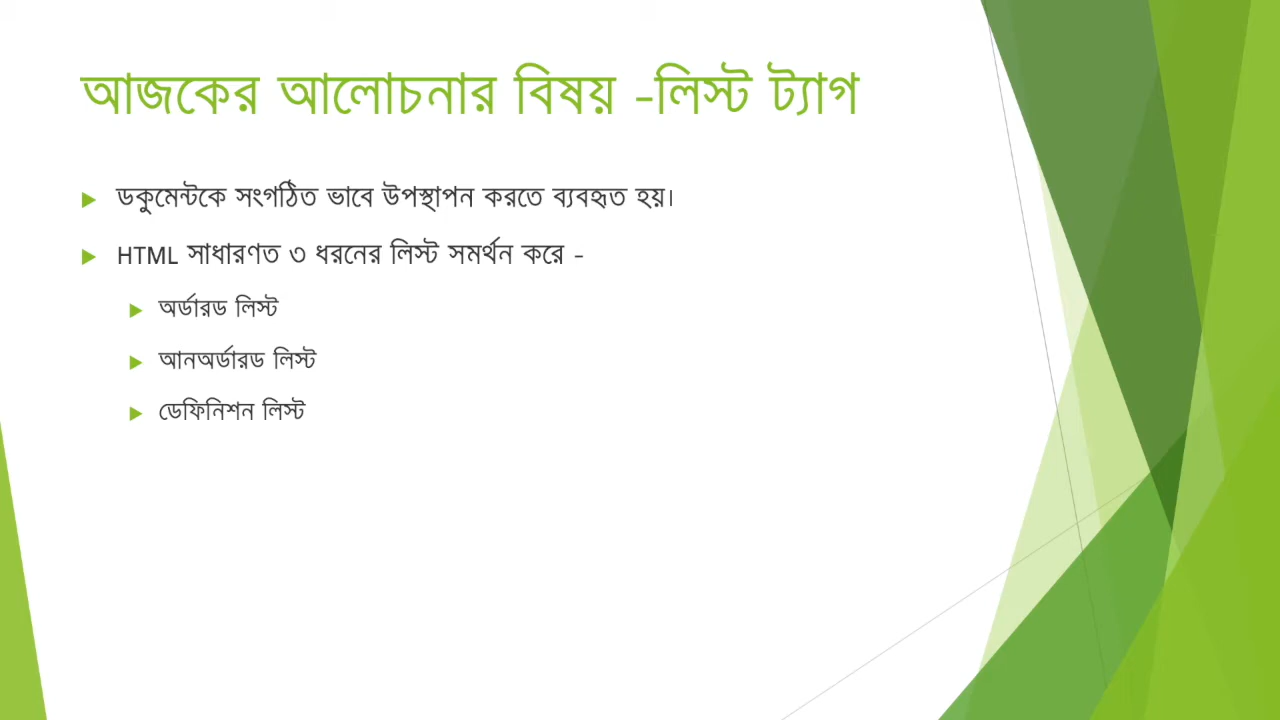 আজকের আলোচনার বিষয় -লিস্ট ট্যাগ
ডকুমেন্টকে সংগঠিত ভাবে উপস্থাপন করতে ব্যবহৃত হয়।
HTML সাধারণত ৩ ধরনের লিস্ট সমর্থন করে -
অর্ডারড লিস্ট
আনঅর্ডারড লিস্ট
ডেফিনিশন লিস্ট